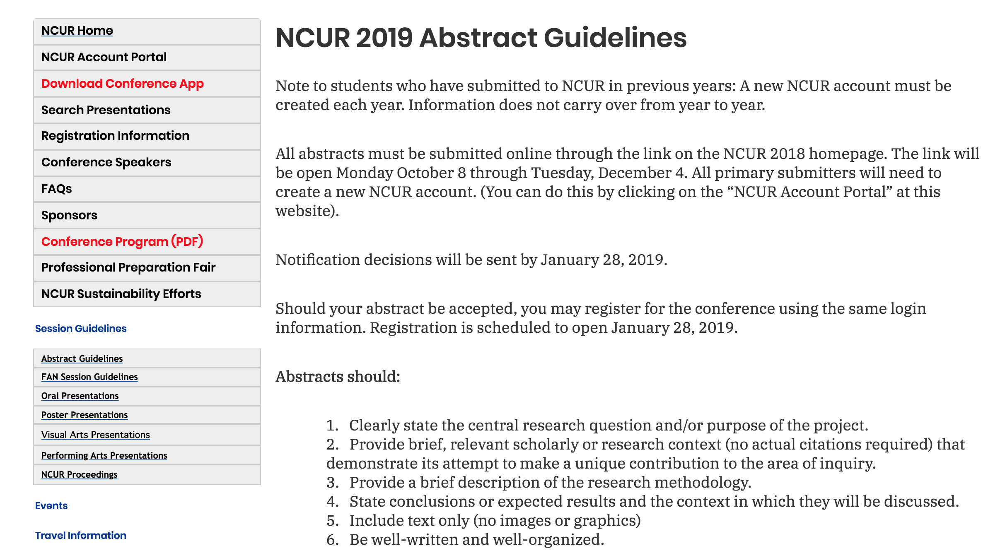 NCUR Home
NCUR Account Portal
Download Conference App
Search Presentations
Registration Information
Conference Speakers
FAQs
Sponsors
Conference Program (PDF)
Professional Preparation Fair
NCUR Sustainability Efforts
Session Guidelines
Abstract Guidelines
FAN Session Guidelines
Oral Presentations
Poster Presentations
Visual Arts Presentations
Performing Arts Presentations
NCUR Proceedings
Events
Travel Information
NCUR 2019 Abstract Guidelines
Note to students who have submitted to NCUR in previous years: A new NCUR account must be
created each year. Information does not carry over from year to year.
All abstracts must be submitted online through the link on the NCUR 2018 homepage. The link will
be open Monday October 8 through Tuesday, December 4. All primary submitters will need to
create a new NCUR account. (You can do this by clicking on the “NCUR Account Portal” at this
website).
Notification decisions will be sent by January 28, 2019.
Should your abstract be accepted, you may register for the conference using the same login
information. Registration is scheduled to open January 28, 2019.
Abstracts should:
1. Clearly state the central research question and/or purpose of the project.
2. Provide brief, relevant scholarly or research context (no actual citations required) that
demonstrate its attempt to make a unique contribution to the area of inquiry.
3. Provide a brief description of the research methodology.
4. State conclusions or expected results and the context in which they will be discussed.
5. Include text only (no images or graphics)
6. Be well-written and well-organized.